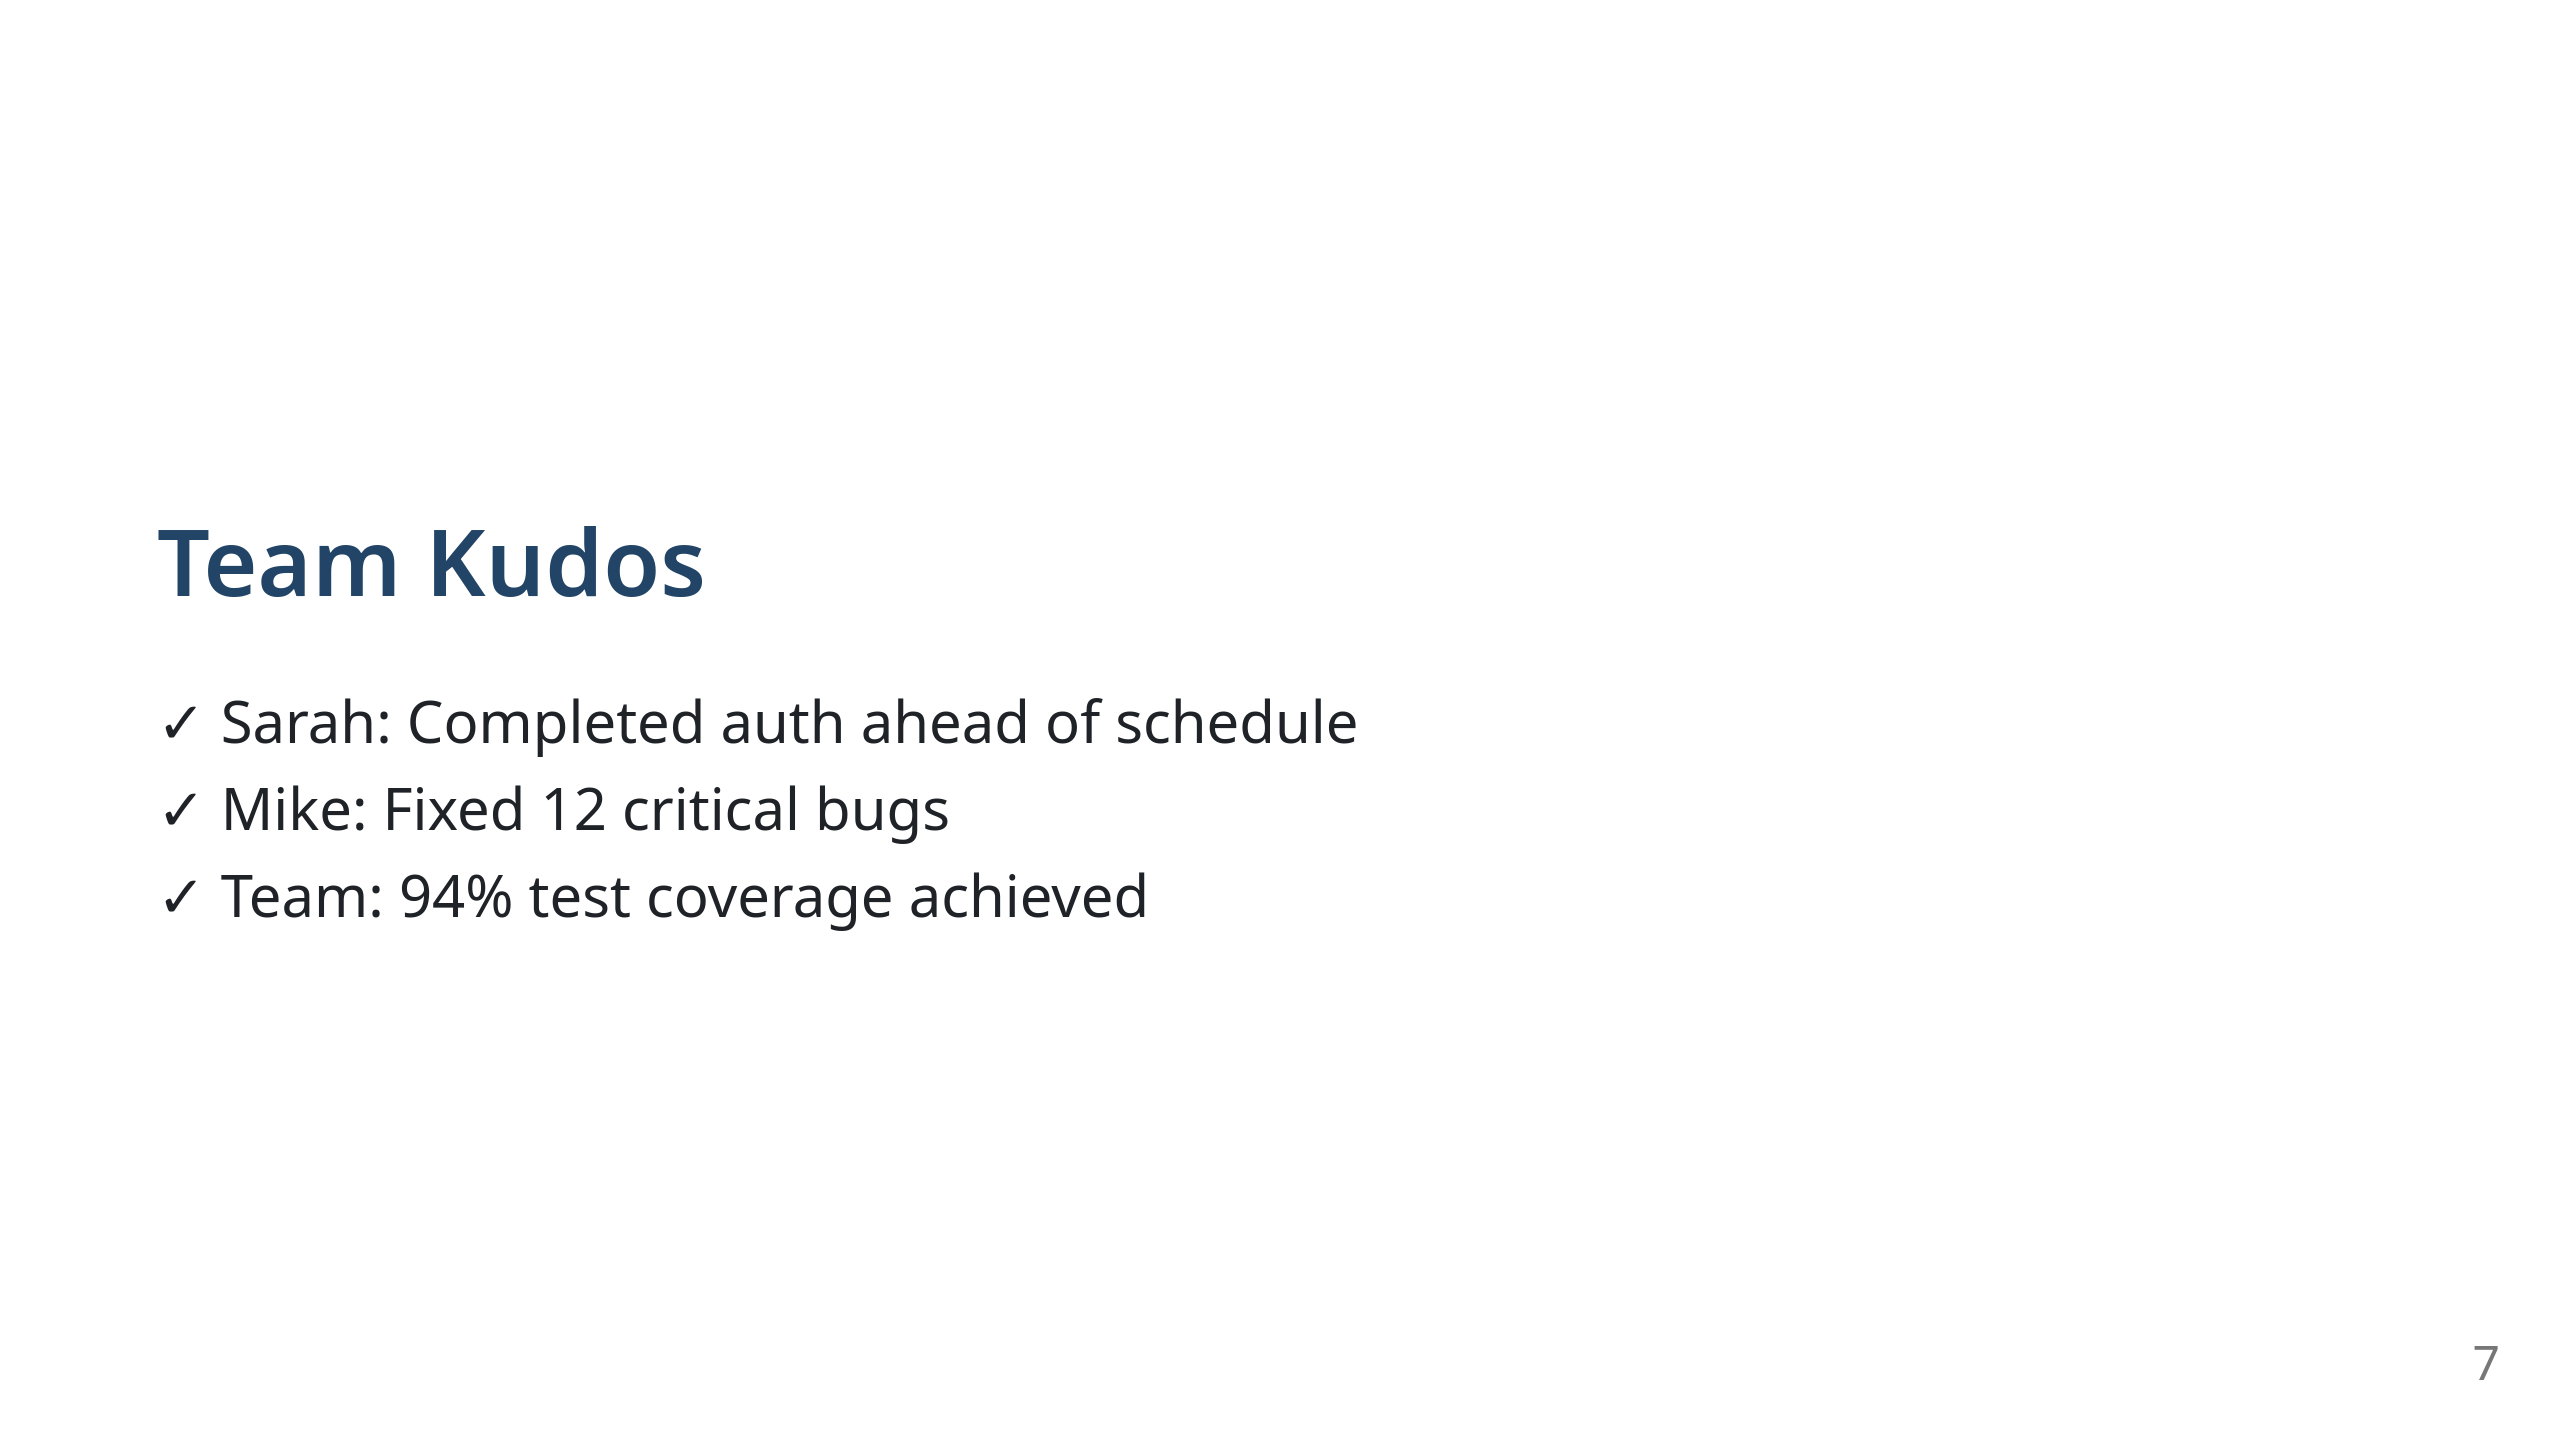 Team Kudos
✓ Sarah: Completed auth ahead of schedule
✓ Mike: Fixed 12 critical bugs
✓ Team: 94% test coverage achieved
7